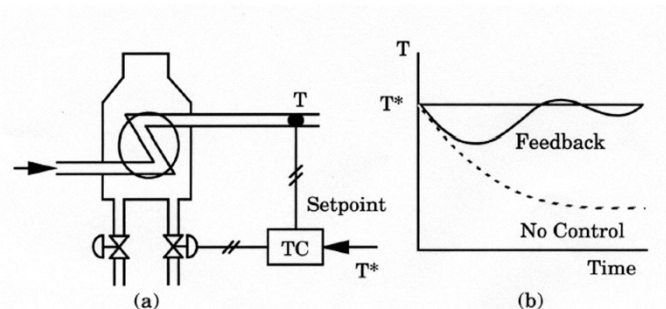 T
Setpoint
TC
T*
(a)
T
T*
Feedback
No Control
Time
(b)